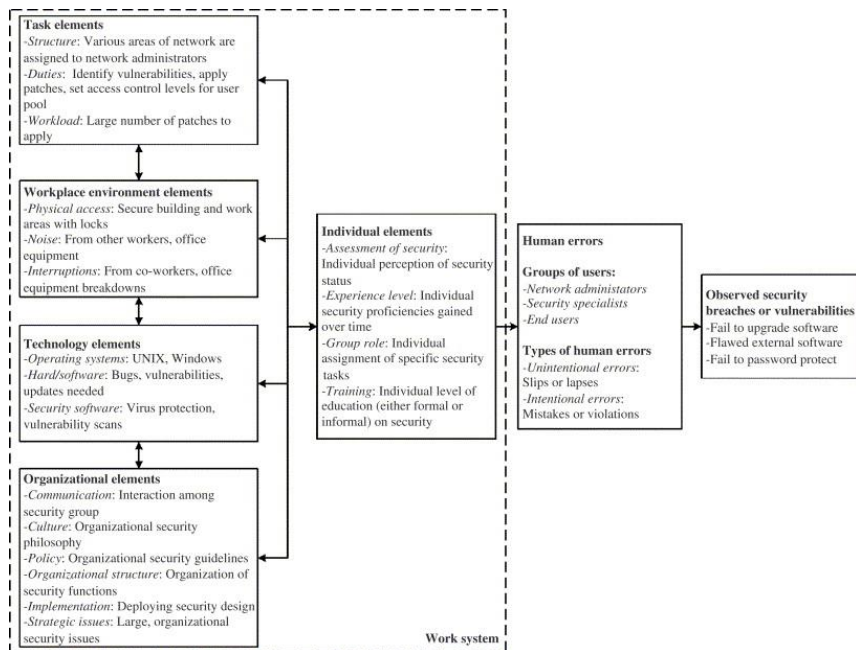 Task elements
-Structure: Various areas of network are
assigned to network administrators
-Duties: Identify vulnerabilities, apply
patches, set access control levels for user
pool
-Workload: Large number of patches to
apply
Workplace environment elements
-Physical access: Secure building and work
areas with locks
-Noise: From other workers, office
equipment
-Interruptions: From co-workers, office
equipment breakdowns
Technology elements
-Operating systems: UNIX, Windows
-Hard/software: Bugs, vulnerabilities,
updates needed
-Security software: Virus protection,
vulnerability scans
Organizational elements
-Communication: Interaction among
security group
-Culture: Organizational security
philosophy
-Policy: Organizational security guidelines
-Organizational structure: Organization of
security functions
-Implementation: Deploying security design
-Strategic issues: Large, organizational
security issues
Individual elements
-Assessment of security:
Individual perception of security
status
-Experience level: Individual
security proficiencies gained
over time
-Group role: Individual
assignment of specific security
tasks
-Training: Individual level of
education (either formal or
informal) on security
Work system
Human errors
Groups of users:
-Network administators
-Security specialists
-End users
Types of human errors
-Unintentional errors:
Slips or lapses
-Intentional errors:
Mistakes or violations
Observed security
breaches or vulnerabilities
-Fail to upgrade software
-Flawed external software
-Fail to password protect